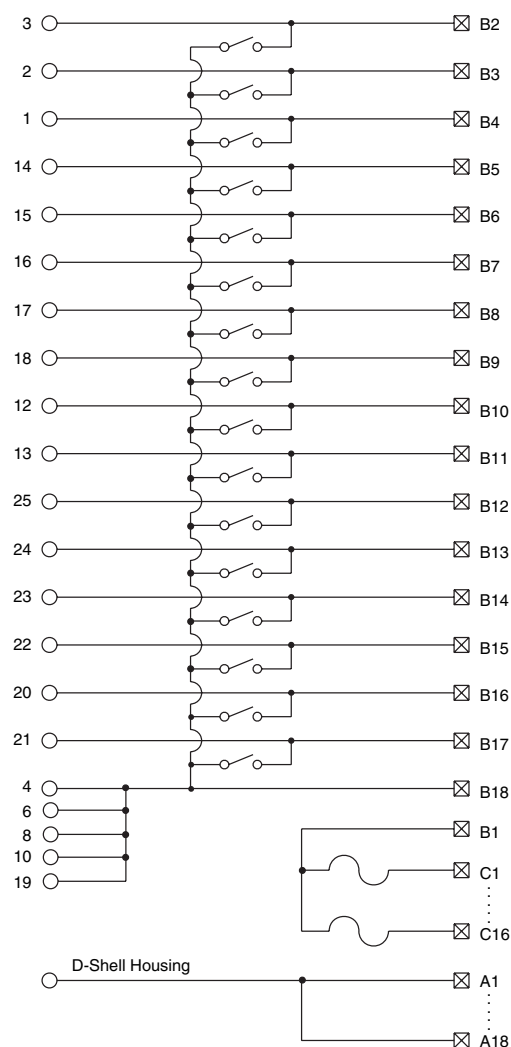 3 B2
2 B3
1 B4
14 B5
15 B6
16 B7
17 B8
18 B9
12 B10
13 B11
25 B12
24 B13
23 B14
22 B15
20 B16
21 B17
4 B18
6
8 B1
10
19 C1
C16
D-Shell Housing
A1
A18